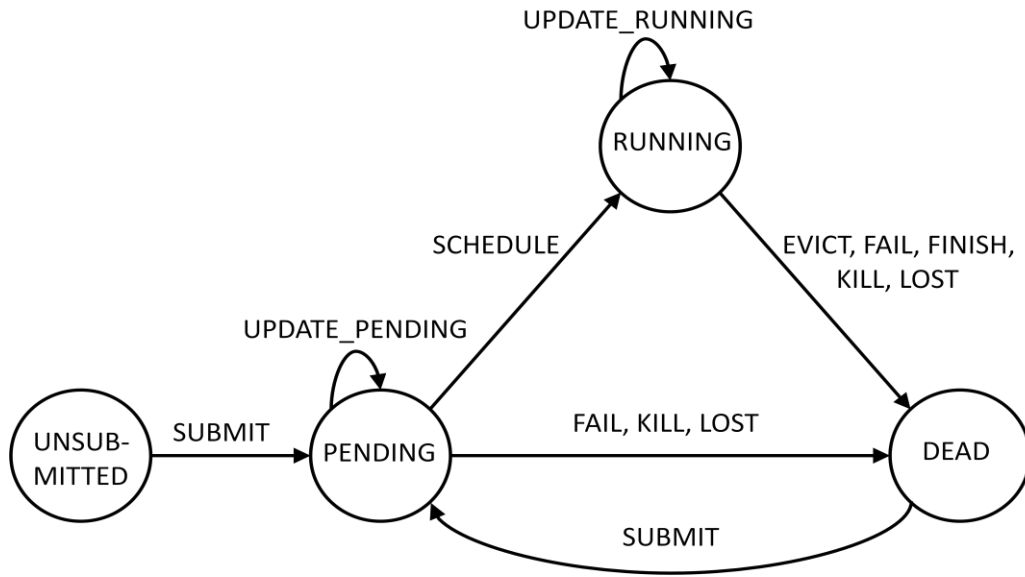 UPDATE_RUNNING
RUNNING
SCHEDULE
EVICT, FAIL, FINISH,
KILL, LOST
UPDATE_PENDING
UNSUB-
MITTED
SUBMIT
PENDING
FAIL, KILL, LOST
DEAD
SUBMIT